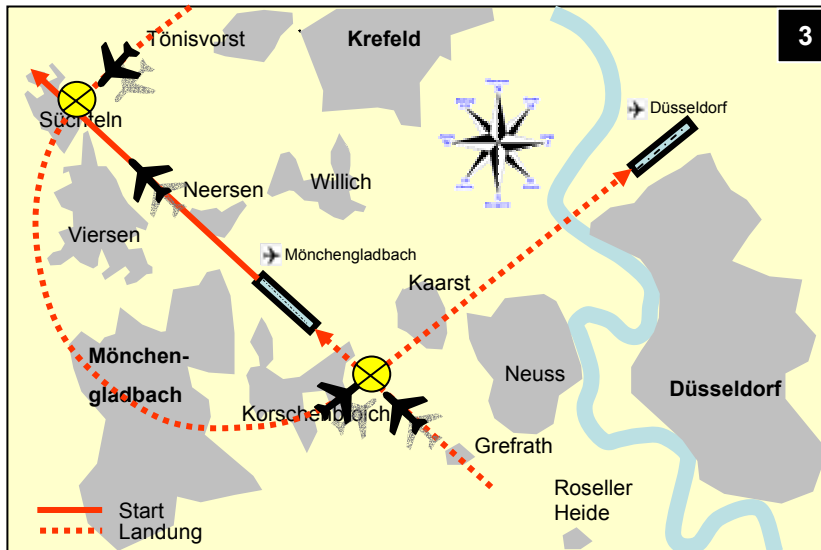 3
Tönisvorst
Krefeld
Düsseldorf
Süchteln
Neersen
Willich
Viersen
Mönchengladbach
Kaarst
Mönchen-
gladbach
Neuss
Düsseldorf
Korschenbroich
Grefrath
Roseller
Heide
Start
Landung